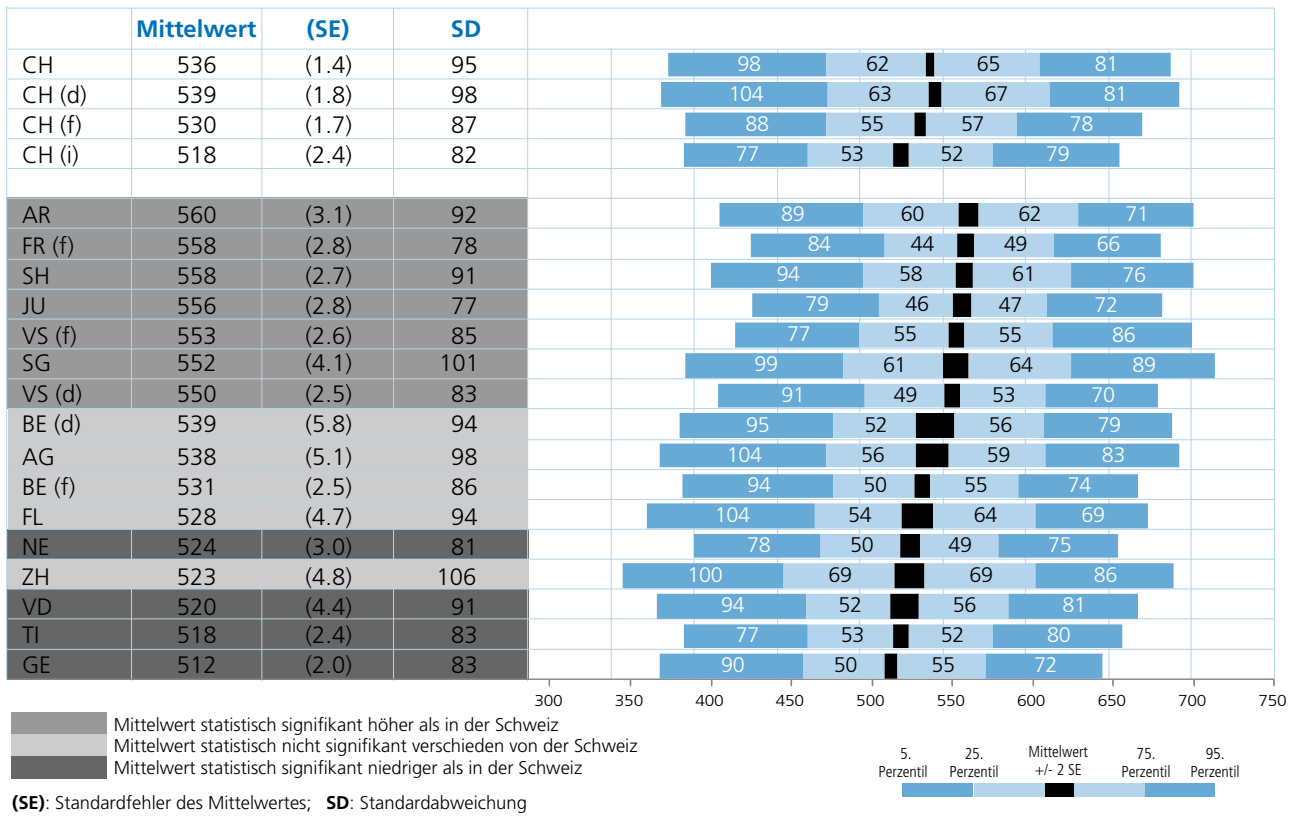 Mittelwert (SE) SD
CH 536 (1.4) 95 98 62 65 81
CH (d) 539 (1.8) 98 104 63 67 81
CH (f) 530 (1.7) 87 88 55 57 78
CH (i) 518 (2.4) 82 77 53 52 79
AR 560 (3.1) 92 89 60 62 71
FR (f) 558 (2.8) 78 84 44 49 66
SH 558 (2.7) 91 94 58 61 76
JU 556 (2.8) 77 79 46 47 72
VS (f) 553 (2.6) 85 77 55 55 86
SG 552 (4.1) 101 99 61 64 89
VS (d) 550 (2.5) 83 91 49 53 70
BE (d) 539 (5.8) 94 95 52 56 79
AG 538 (5.1) 98 104 56 59 83
BE (f) 531 (2.5) 86 94 50 55 74
FL 528 (4.7) 94 104 54 64 69
NE 524 (3.0) 81 78 50 49 75
ZH 523 (4.8) 106 100 69 69 86
VD 520 (4.4) 91 94 52 56 81
TI 518 (2.4) 83 77 53 52 80
GE 512 (2.0) 83 90 50 55 72
300 350 400 450 500 550 600 650 700 750
Mittelwert statistisch signifikant höher als in der Schweiz
Mittelwert statistisch nicht signifikant verschieden von der Schweiz
Mittelwert statistisch signifikant niedriger als in der Schweiz
5. 25. Mittelwert 75. 95.
Perzentil Perzentil +/- 2 SE Perzentil Perzentil
(SE): Standardfehler des Mittelwertes; SD: Standardabweichung